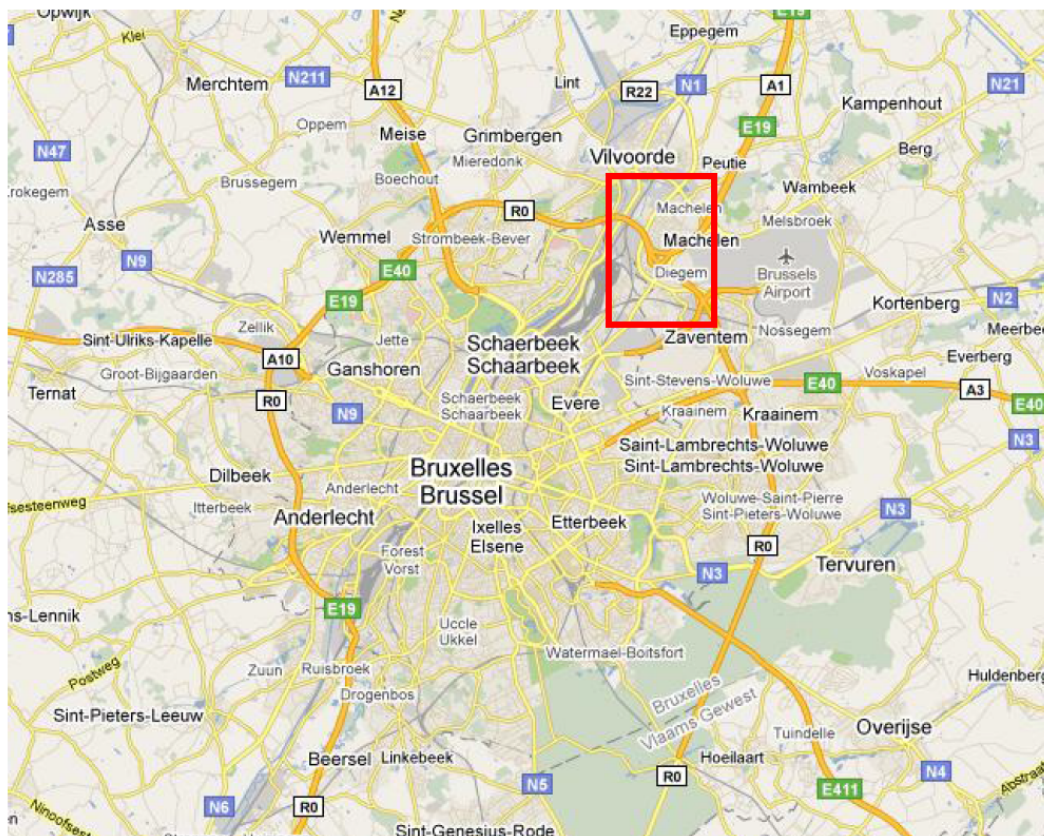 Opwijk
E19
Eppegem
Klei
N211
Merchtem
A12
Lint
R22
N1
A1
N21
Kampenhout
Oppem
Meise
Grimbergen
E19
N47
Mieredonk
Vilvoorde
Peutie
Berg
Brussegem
Boechout
Wambeek
Asse
R0
Machelen
Melsbroek
Wemmel
Strombeek-Bever
Machelen
N9
E40
Diegem
Brussels
Airport
N285
E19
Kortenberg
N2
Zellik
Zaventem
Nossegem
Sint-Ulriks-Kapelle
Jette
Schaerbeek
Schaarbeek
A10
Ganshoren
Everberg
Groot-Bijgaarden
Voskapel
Ternat
R0
Schaerbeek
Schaarbeek
Sint-Stevens-Woluwe
E40
A3
E40
N9
Evere
Kraainem
Kraainem
Saint-Lambrechts-Woluwe
Sint-Lambrechts-Woluwe
N3
Dilbeek
Bruxelles
Brussel
Anderlecht
Itterbeek
Woluwe-Saint-Pierre
Sint-Pieters-Woluwe
N3
Anderlecht
Ixelles
Elsene
Etterbeek
R0
Forest
Vorst
N3
Tervuren
E19
Uccle
Ukkel
Watermael-Boitsfort
Zuun
Ruisbroek
Postweg
Drogenbos
Bruxelles
Vlaams Gewest
Sint-Pieters-Leeuw
Overijse
Tuindelle
Beersel
Linkebeek
Hoeilaart
R0
N5
N4
E411
N6
R0
Sint-Genesius-Rode